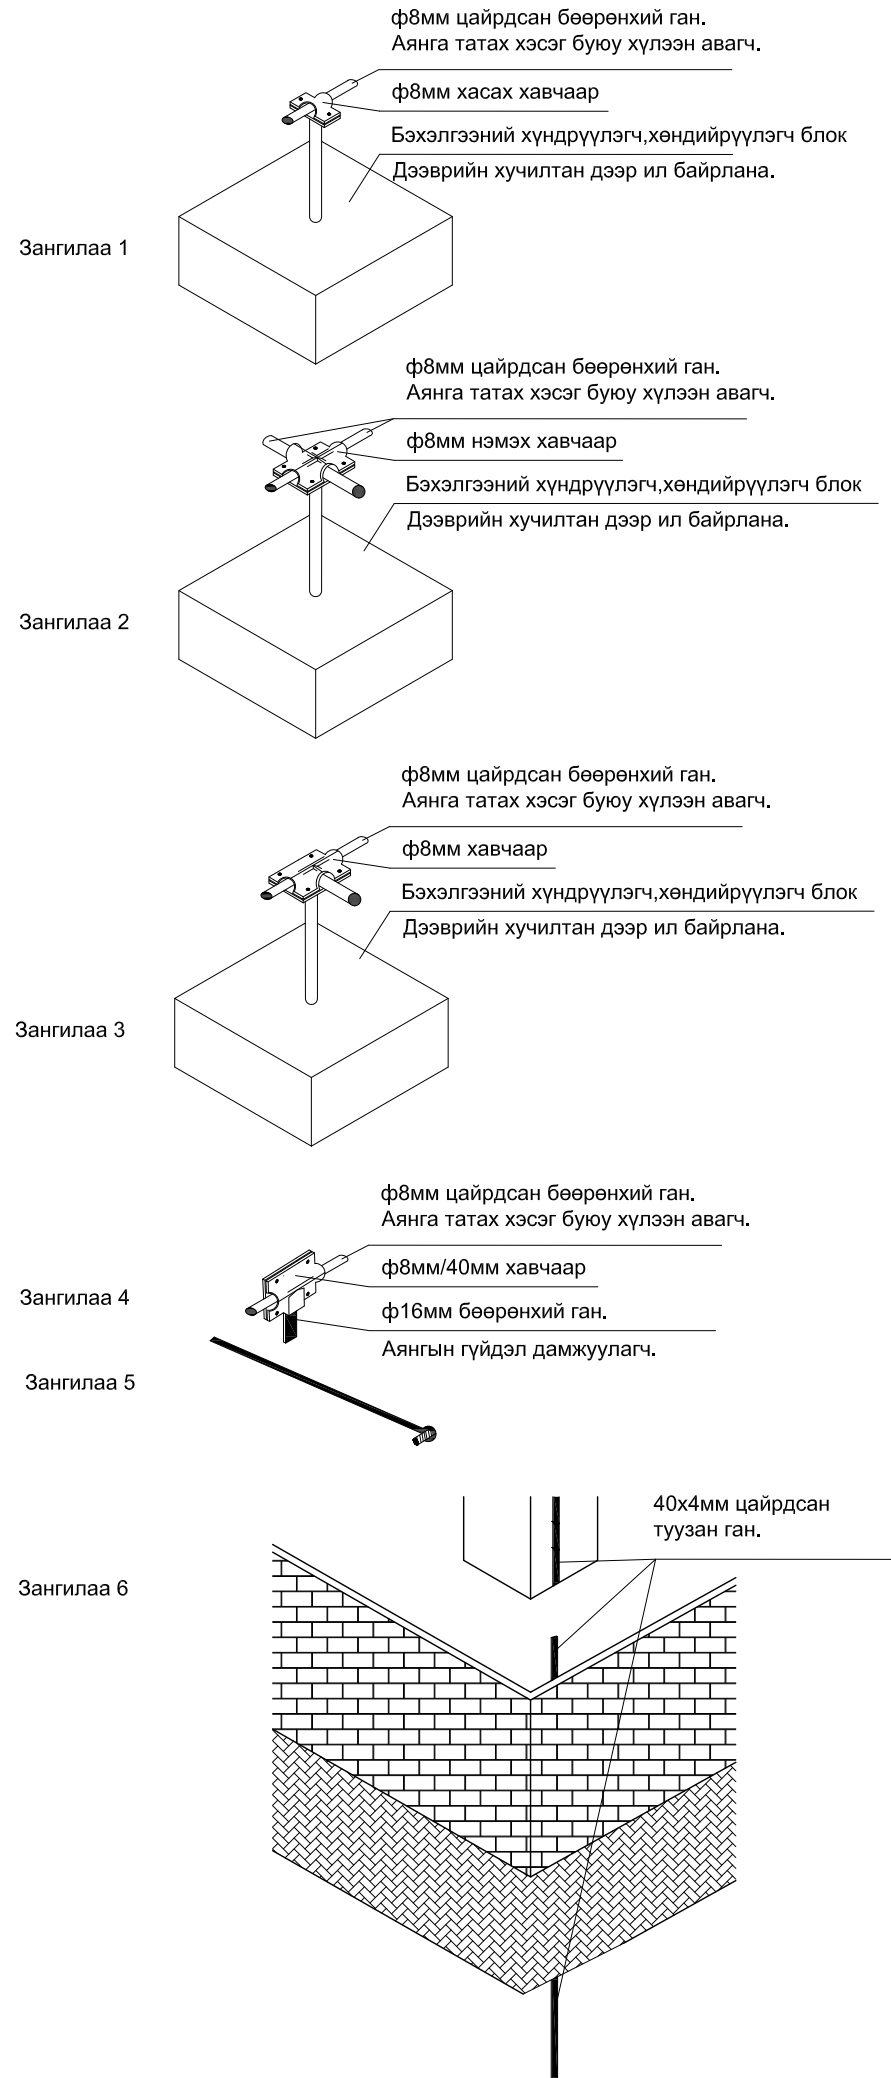 ф8мм цайрдсан бөөрөнхий ган.
Аянга татах хэсэг буюу хүлээн авагч.
ф8мм хасах хавчаар
Бэхэлгээний хүндрүүлэгч,хөндийрүүлэгч блок
Дээврийн хучилтан дээр ил байрлана.
Зангилаа 1
ф8мм цайрдсан бөөрөнхий ган.
Аянга татах хэсэг буюу хүлээн авагч.
ф8мм нэмэх хавчаар
Бэхэлгээний хүндрүүлэгч,хөндийрүүлэгч блок
Дээврийн хучилтан дээр ил байрлана.
Зангилаа 2
ф8мм цайрдсан бөөрөнхий ган.
Аянга татах хэсэг буюу хүлээн авагч.
ф8мм хавчаар
Бэхэлгээний хүндрүүлэгч,хөндийрүүлэгч блок
Дээврийн хучилтан дээр ил байрлана.
Зангилаа 3
ф8мм цайрдсан бөөрөнхий ган.
Аянга татах хэсэг буюу хүлээн авагч.
ф8мм/40мм хавчаар
Зангилаа 4
ф16мм бөөрөнхий ган.
Аянгын гүйдэл дамжуулагч.
Зангилаа 5
40х4мм цайрдсан
туузан ган.
Зангилаа 6